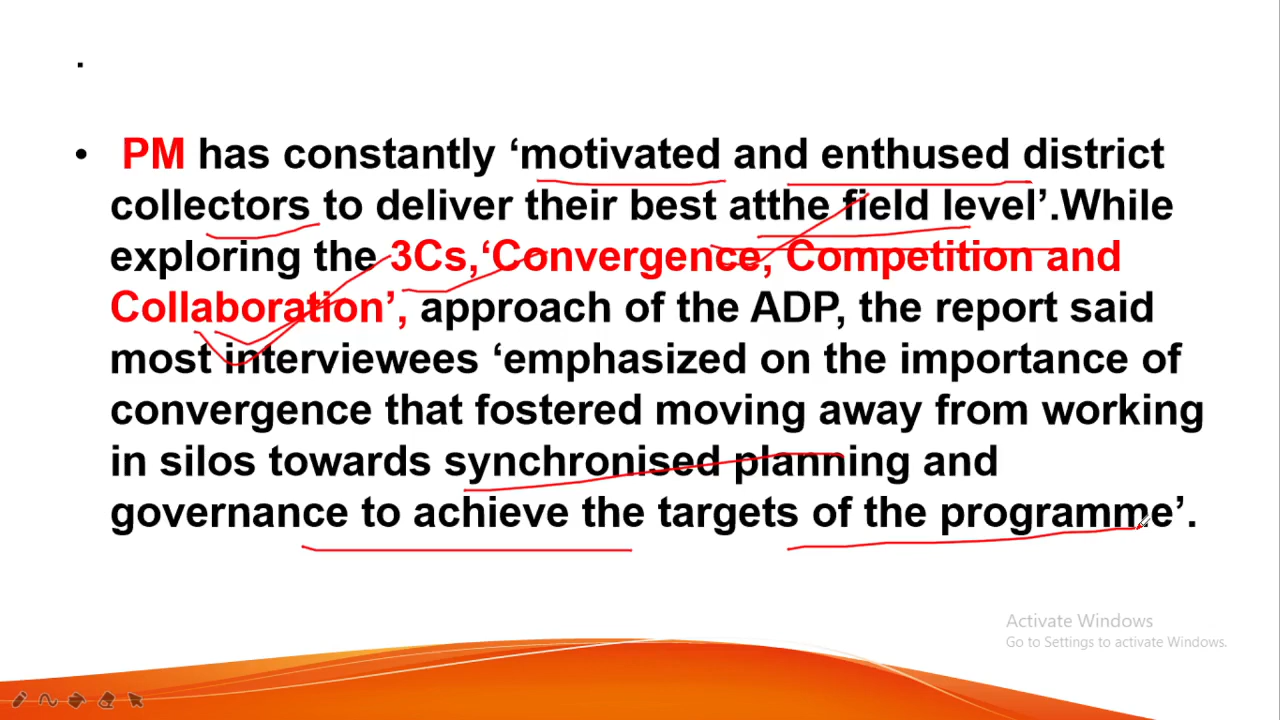 • PM has constantly ‘motivated and enthused district
collectors to deliver their best atthe field level’.While
exploring the 3Cs,‘Convergence, Competition and
Collaboration’, approach of the ADP, the report said
most interviewees ‘emphasized on the importance of
convergence that fostered moving away from working
in silos towards synchronised planning and
governance to achieve the targets of the programme’.
Activate Windows
Go to Settings to activate Windows.